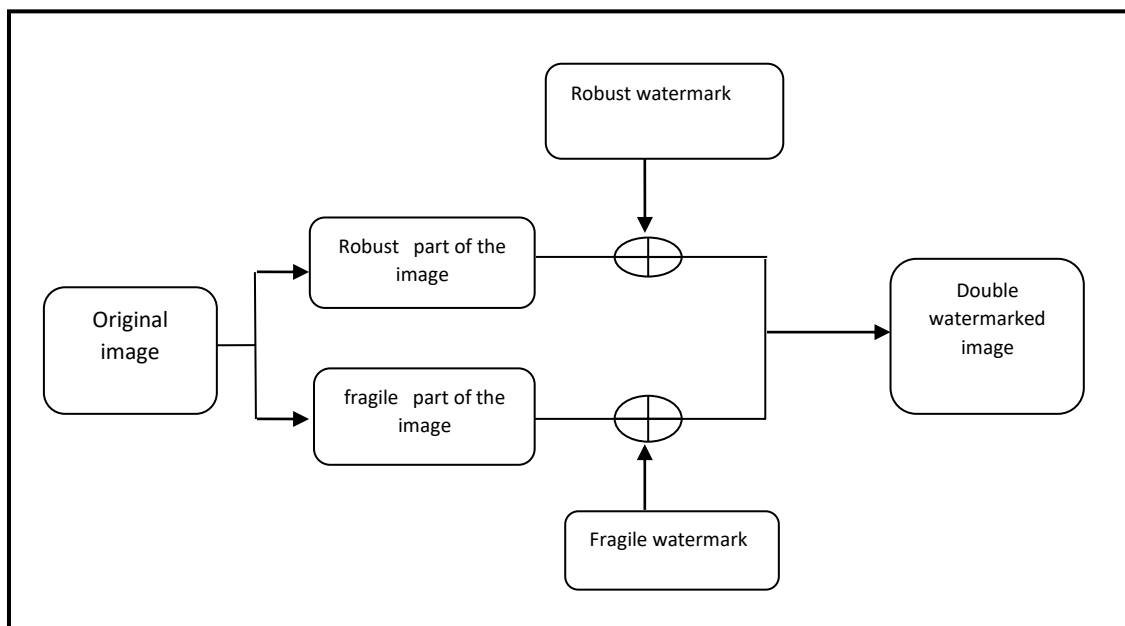 Robust watermark
Robust part of the
image
Original
image
Double
watermarked
image
fragile part of the
image
Fragile watermark